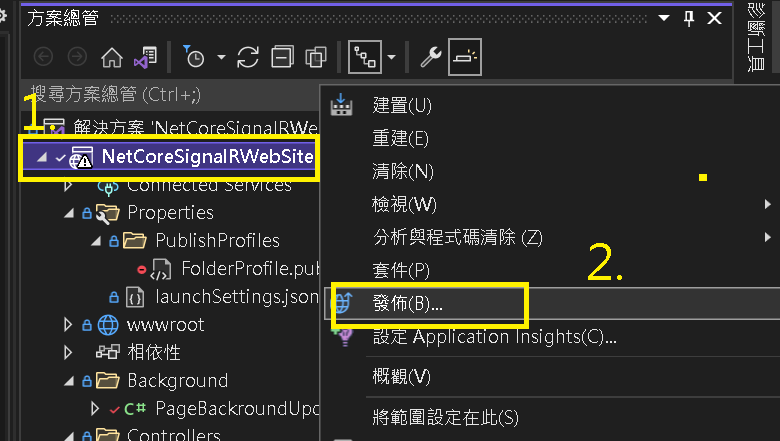 方案總管
診斷工具
搜尋方案總管 (Ctrl+;)
1.
解決方案 'NetCoreSignalRWe
NetCoreSignalRWebSite
Connected Services
Properties
PublishProfiles
FolderProfile.pu
launchSettings.json
wwwroot
相依性
Background
C# PageBackroundUp
Controllers
建置(U)
重建(E)
清除(N)
檢視(W)
分析與程式碼清除 (Z)
套件(P)
2.
發佈(B)...
設定 Application Insights(C)...
概觀(V)
將範圍設定在此(S)